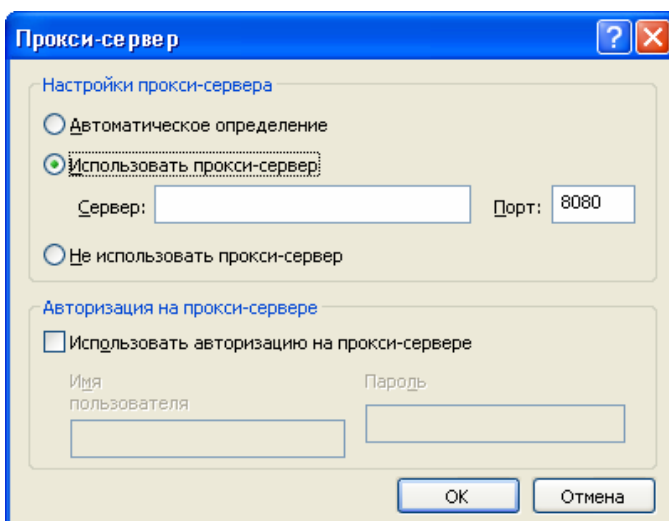 Прокси-сервер
Настройки прокси-сервера
Автоматическое определение
Использовать прокси-сервер
Сервер: Порт: 8080
Не использовать прокси-сервер
Авторизация на прокси-сервере
Использовать авторизацию на прокси-сервере
Имя Пароль
пользователя
OK Отмена